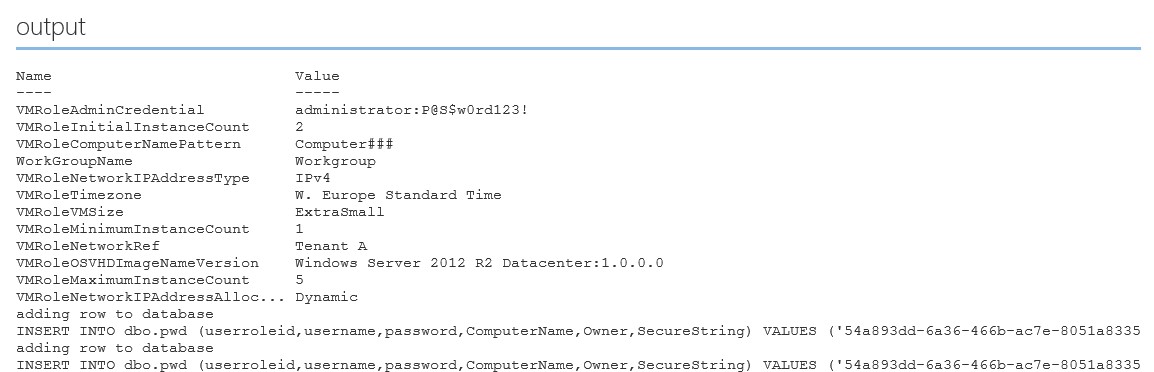 output
Name Value
---- -----
VMRoleAdminCredential administrator:P@S$w0rd123!
VMRoleInitialInstanceCount 2
VMRoleComputerNamePattern Computer###
WorkGroupName Workgroup
VMRoleNetworkIPAddressType IPv4
VMRoleTimezone W. Europe Standard Time
VMRoleVMSize ExtraSmall
VMRoleMinimumInstanceCount 1
VMRoleNetworkRef Tenant A
VMRoleOSVHDImageNameVersion Windows Server 2012 R2 Datacenter:1.0.0.0
VMRoleMaximumInstanceCount 5
VMRoleNetworkIPAddressAlloc... Dynamic
adding row to database
INSERT INTO dbo.pwd (userroleid,username,password,ComputerName,Owner,SecureString) VALUES ('54a893dd-6a36-466b-ac7e-8051a8335
adding row to database
INSERT INTO dbo.pwd (userroleid,username,password,ComputerName,Owner,SecureString) VALUES ('54a893dd-6a36-466b-ac7e-8051a8335